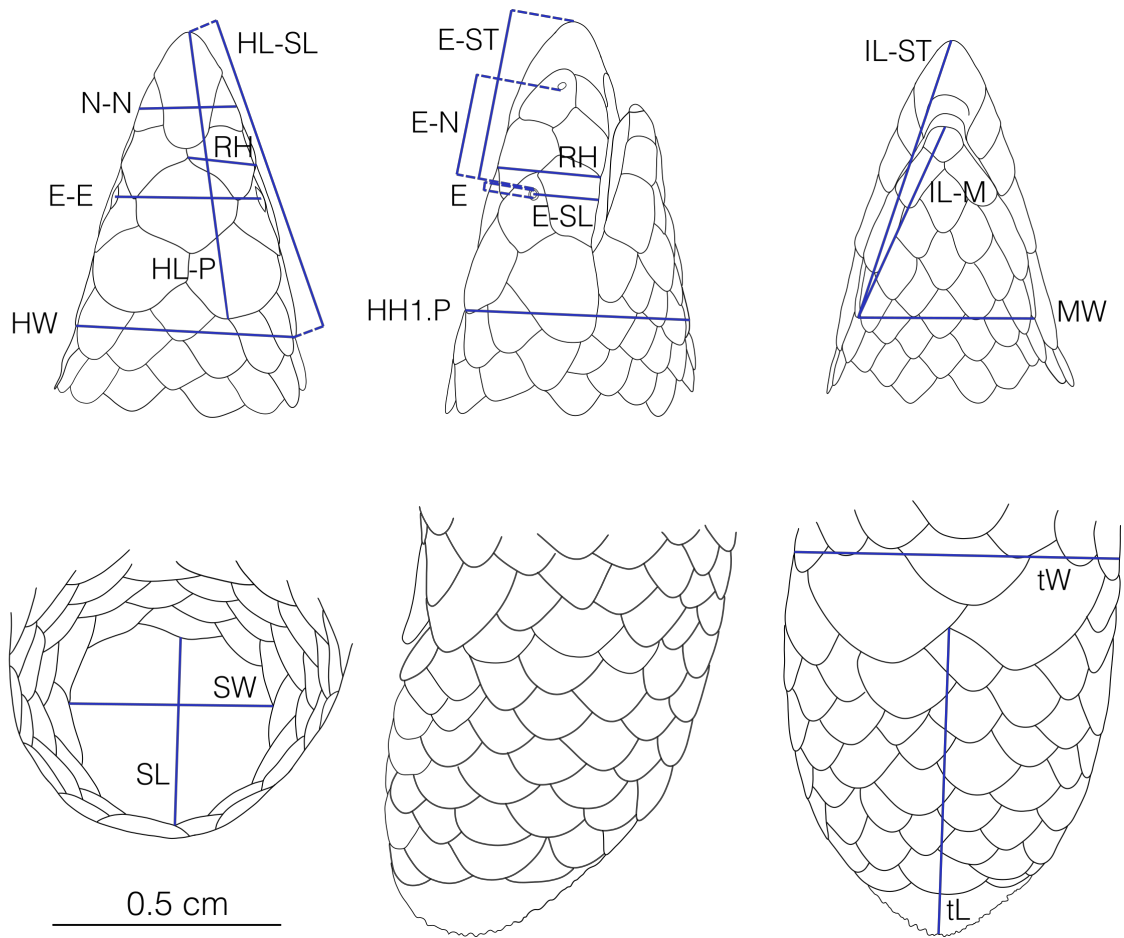 HL-SL
N-N
RH
E-E
HL-P
HW
E-ST
E-N
RH
E
E-SL
HH1.P
IL-ST
IL-M
MW
SW
SL
0.5 cm
tW
tL